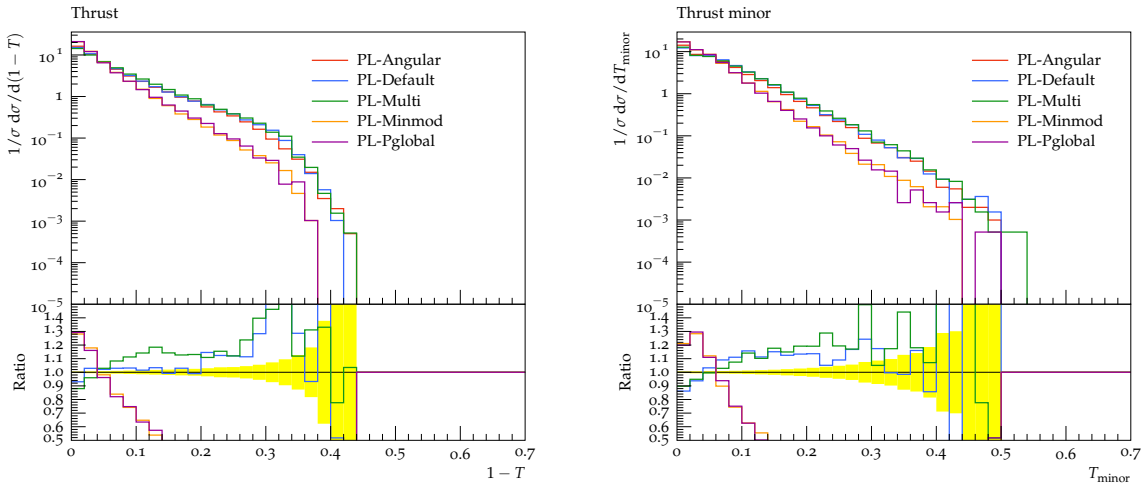 Thrust
1/σ dσ/d(1 − T)
10^1
1
10^−1
10^−2
10^−3
10^−4
10^−5
PL-Angular
PL-Default
PL-Multi
PL-Minmod
PL-Pglobal
Ratio
1.4
1.3
1.2
1.1
1.0
0.9
0.8
0.7
0.6
0.5
0 0.1 0.2 0.3 0.4 0.5 0.6 0.7
1 − T
Thrust minor
1/σ dσ/dT_minor
10^1
1
10^−1
10^−2
10^−3
10^−4
10^−5
PL-Angular
PL-Default
PL-Multi
PL-Minmod
PL-Pglobal
Ratio
1.4
1.3
1.2
1.1
1.0
0.9
0.8
0.7
0.6
0.5
0 0.1 0.2 0.3 0.4 0.5 0.6 0.7
T_minor